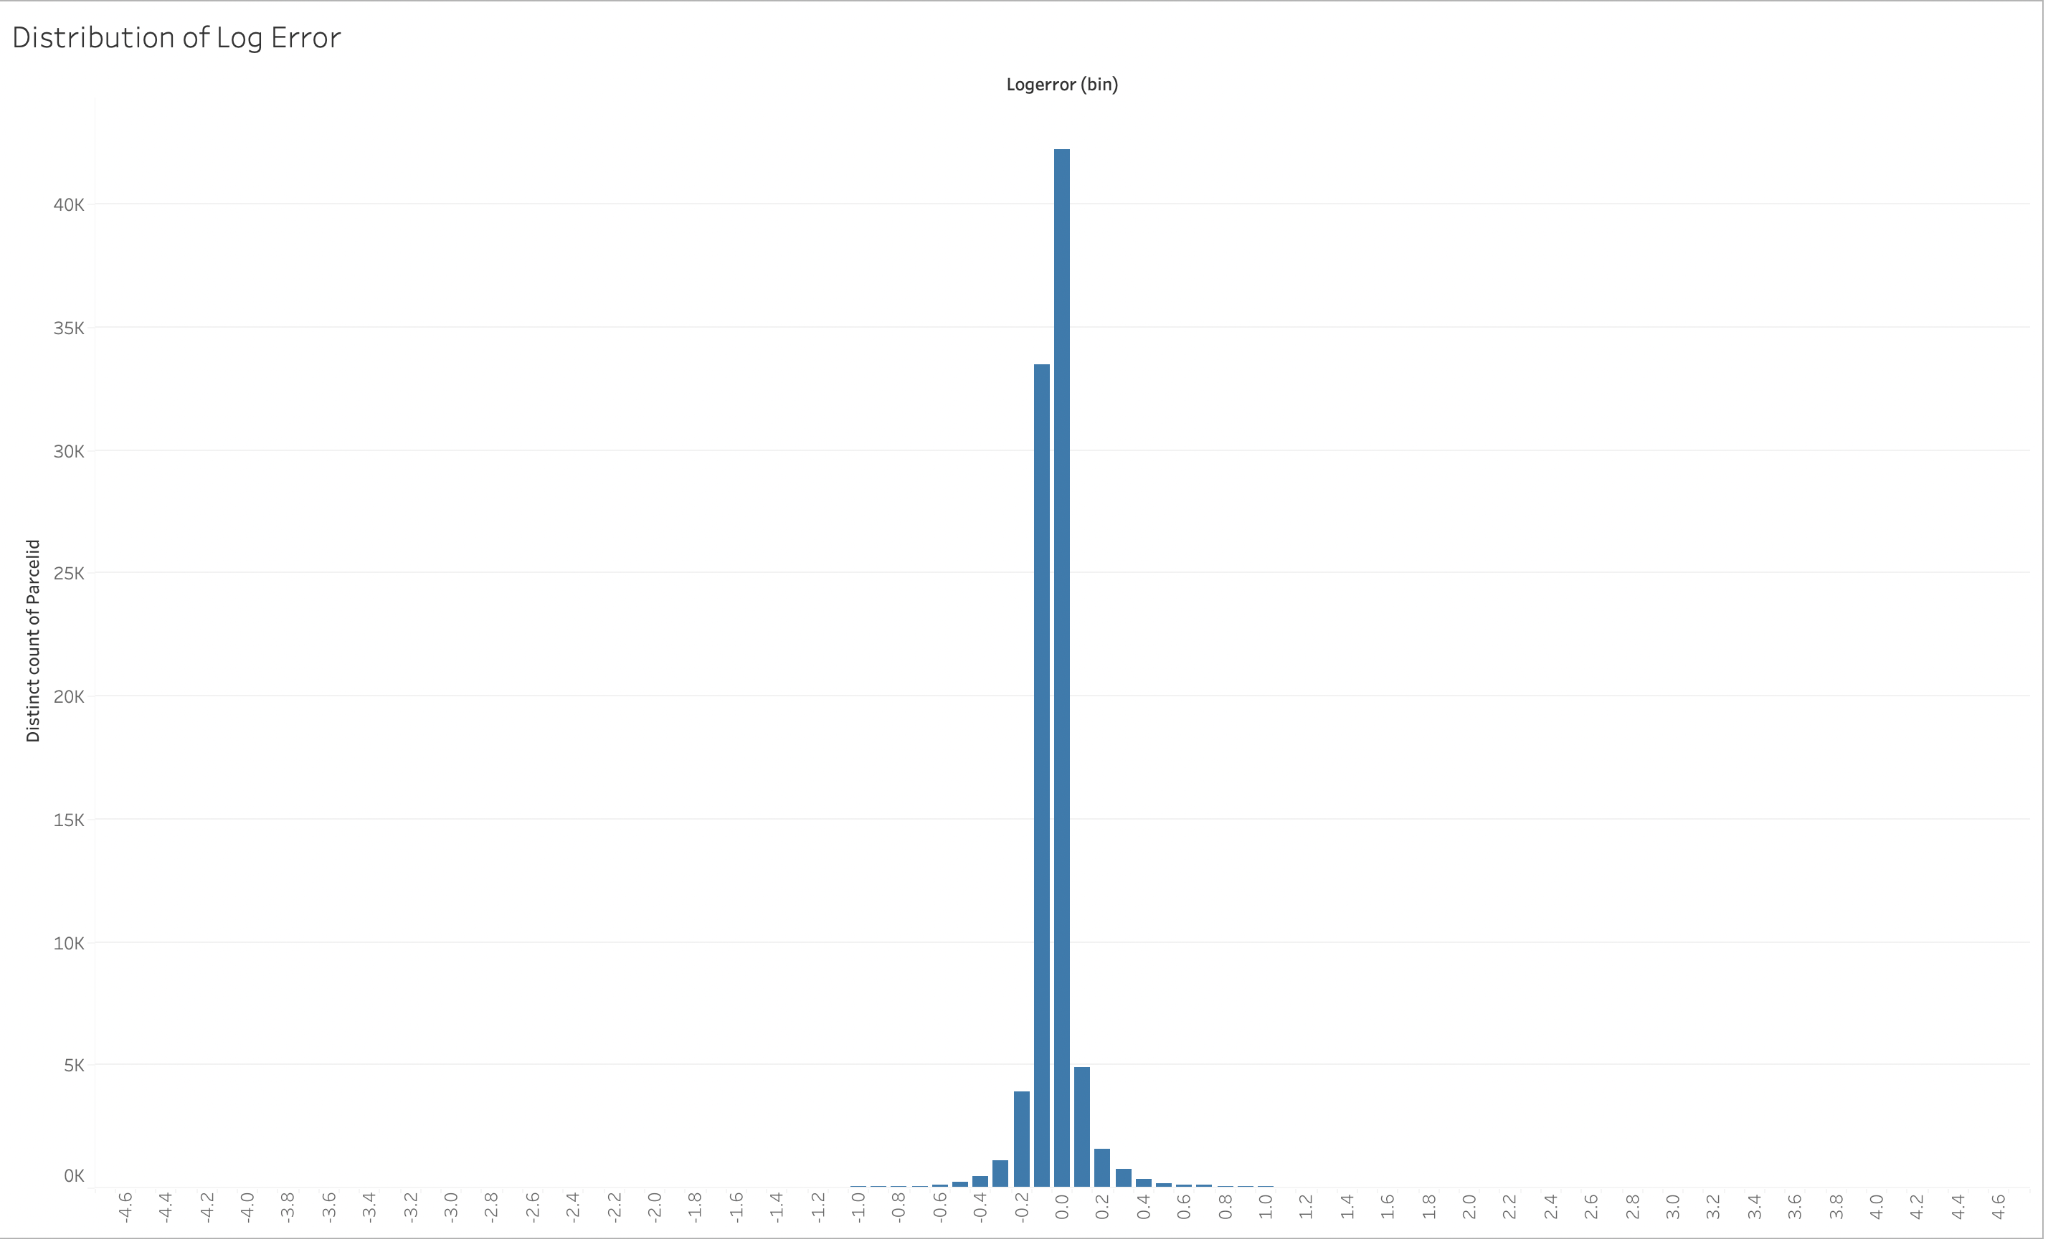 Distribution of Log Error
Logerror (bin)
40K
35K
30K
25K
20K
15K
10K
5K
0K
Distinct count of Parcelid
-4.6 -4.4 -4.2 -4.0 -3.8 -3.6 -3.4 -3.2 -3.0 -2.8 -2.6 -2.4 -2.2 -2.0 -1.8 -1.6 -1.4 -1.2 -1.0 -0.8 -0.6 -0.4 -0.2 0.0 0.2 0.4 0.6 0.8 1.0 1.2 1.4 1.6 1.8 2.0 2.2 2.4 2.6 2.8 3.0 3.2 3.4 3.6 3.8 4.0 4.2 4.4 4.6